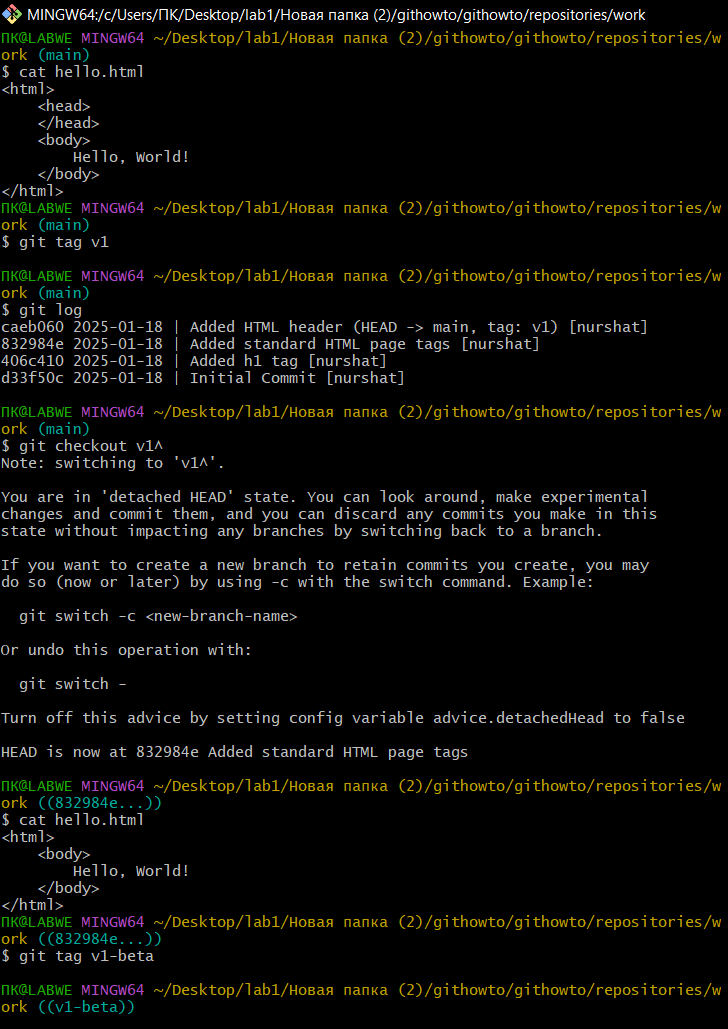 MINGW64:/c/Users/ПК/Desktop/lab1/Новая папка (2)/githowto/githowto/repositories/work
ПК@LABWE MINGW64 ~/Desktop/lab1/Новая папка (2)/githowto/githowto/repositories/w
ork (main)
$ cat hello.html
<html>
    <head>
    </head>
    <body>
        Hello, World!
    </body>
</html>
ПК@LABWE MINGW64 ~/Desktop/lab1/Новая папка (2)/githowto/githowto/repositories/w
ork (main)
$ git tag v1

ПК@LABWE MINGW64 ~/Desktop/lab1/Новая папка (2)/githowto/githowto/repositories/w
ork (main)
$ git log
caeb060 2025-01-18 | Added HTML header (HEAD -> main, tag: v1) [nurshat]
832984e 2025-01-18 | Added standard HTML page tags [nurshat]
406c410 2025-01-18 | Added h1 tag [nurshat]
d33f50c 2025-01-18 | Initial Commit [nurshat]

ПК@LABWE MINGW64 ~/Desktop/lab1/Новая папка (2)/githowto/githowto/repositories/w
ork (main)
$ git checkout v1^
Note: switching to 'v1^'.

You are in 'detached HEAD' state. You can look around, make experimental
changes and commit them, and you can discard any commits you make in this
state without impacting any branches by switching back to a branch.

If you want to create a new branch to retain commits you create, you may
do so (now or later) by using -c with the switch command. Example:

  git switch -c <new-branch-name>

Or undo this operation with:

  git switch -

Turn off this advice by setting config variable advice.detachedHead to false

HEAD is now at 832984e Added standard HTML page tags

ПК@LABWE MINGW64 ~/Desktop/lab1/Новая папка (2)/githowto/githowto/repositories/w
ork ((832984e...))
$ cat hello.html
<html>
    <body>
        Hello, World!
    </body>
</html>
ПК@LABWE MINGW64 ~/Desktop/lab1/Новая папка (2)/githowto/githowto/repositories/w
ork ((832984e...))
$ git tag v1-beta

ПК@LABWE MINGW64 ~/Desktop/lab1/Новая папка (2)/githowto/githowto/repositories/w
ork ((v1-beta))